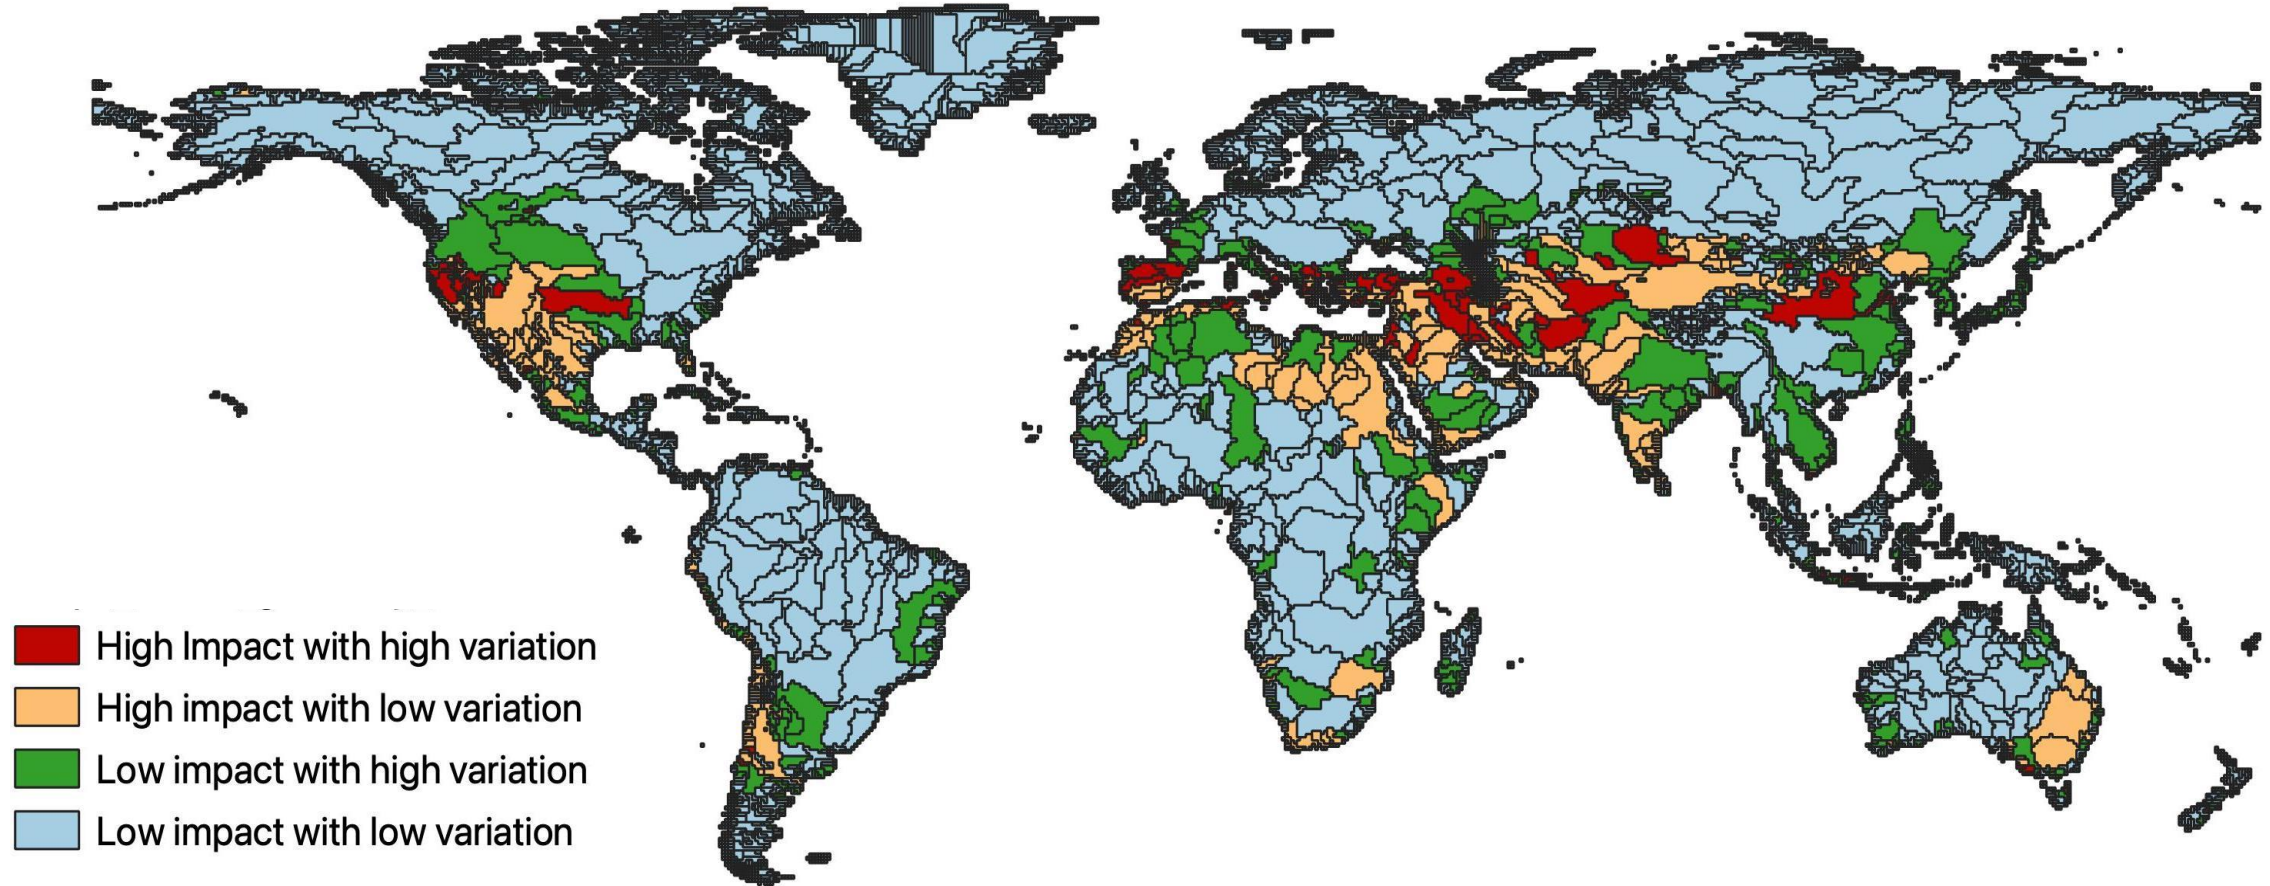 High Impact with high variation
High impact with low variation
Low impact with high variation
Low impact with low variation